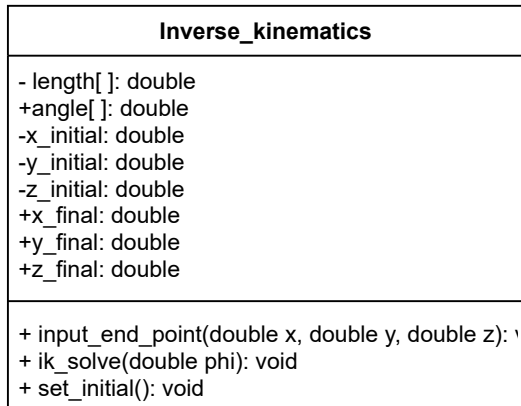 Inverse_kinematics
- length[ ]: double
+angle[ ]: double
-x_initial: double
-y_initial: double
-z_initial: double
+x_final: double
+y_final: double
+z_final: double
+ input_end_point(double x, double y, double z):
+ ik_solve(double phi): void
+ set_initial(): void